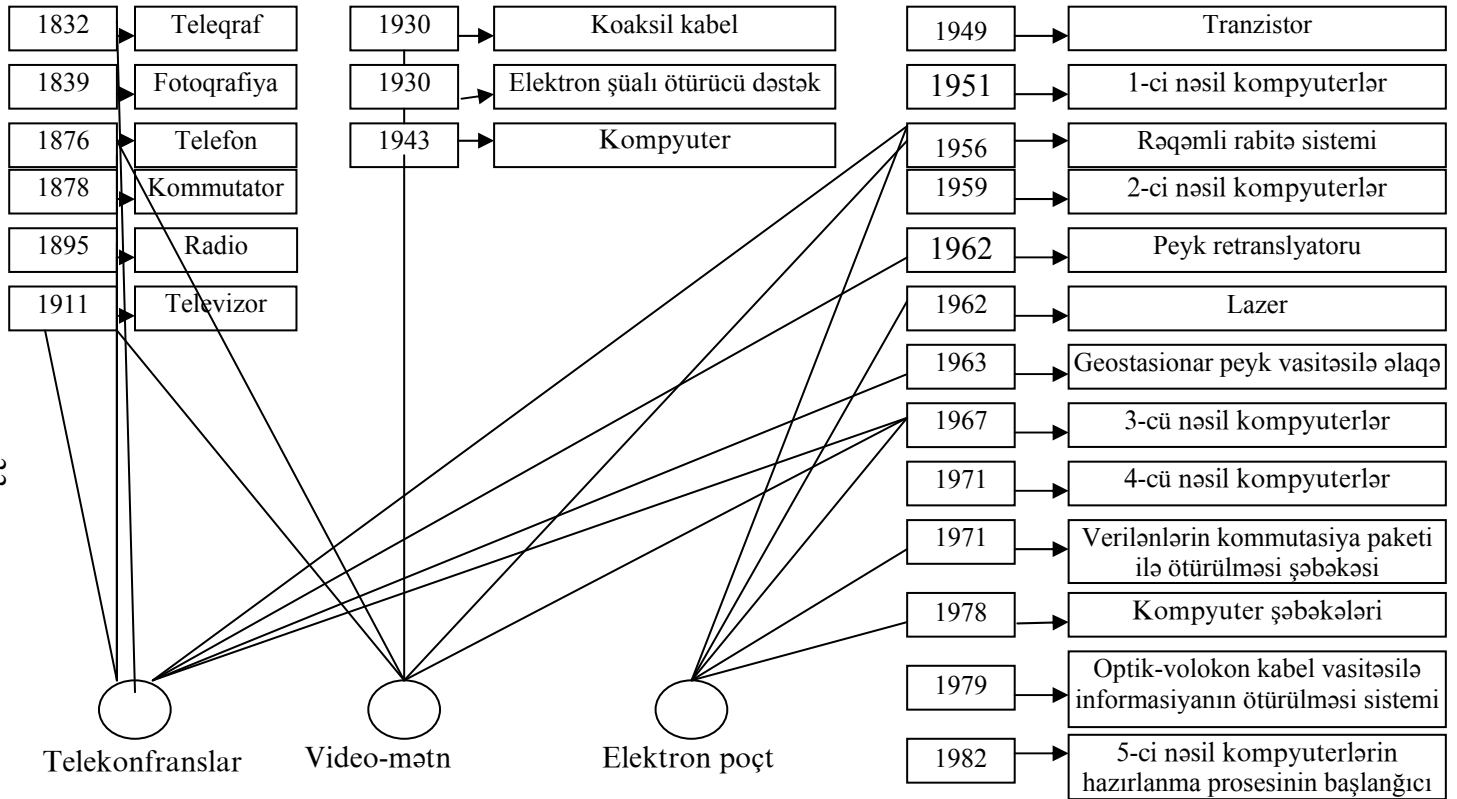 1832 Teleqraf
1839 Fotoqrafiya
1876 Telefon
1878 Kommutator
1895 Radio
1911 Televizor
1930 Koaksil kabel
1930 Elektron şüalı ötürücü dəstək
1943 Kompyuter
1949 Tranzistor
1951 1-ci nəsil kompyuterlər
1956 Rəqəmli rabitə sistemi
1959 2-ci nəsil kompyuterlər
1962 Peyk retranslyatoru
1962 Lazer
1963 Geostasionar peyk vasitəsilə əlaqə
1967 3-cü nəsil kompyuterlər
1971 4-cü nəsil kompyuterlər
1971 Verilənlərin kommutasiya paketi
ilə ötürülməsi şəbəkəsi
1978 Kompyuter şəbəkələri
1979 Optik-volokon kabel vasitəsilə
informasiyanın ötürülməsi sistemi
1982 5-ci nəsil kompyuterlərin
hazırlanma prosesinin başlanğıcı
Telekonfranslar
Video-mətn
Elektron poçt